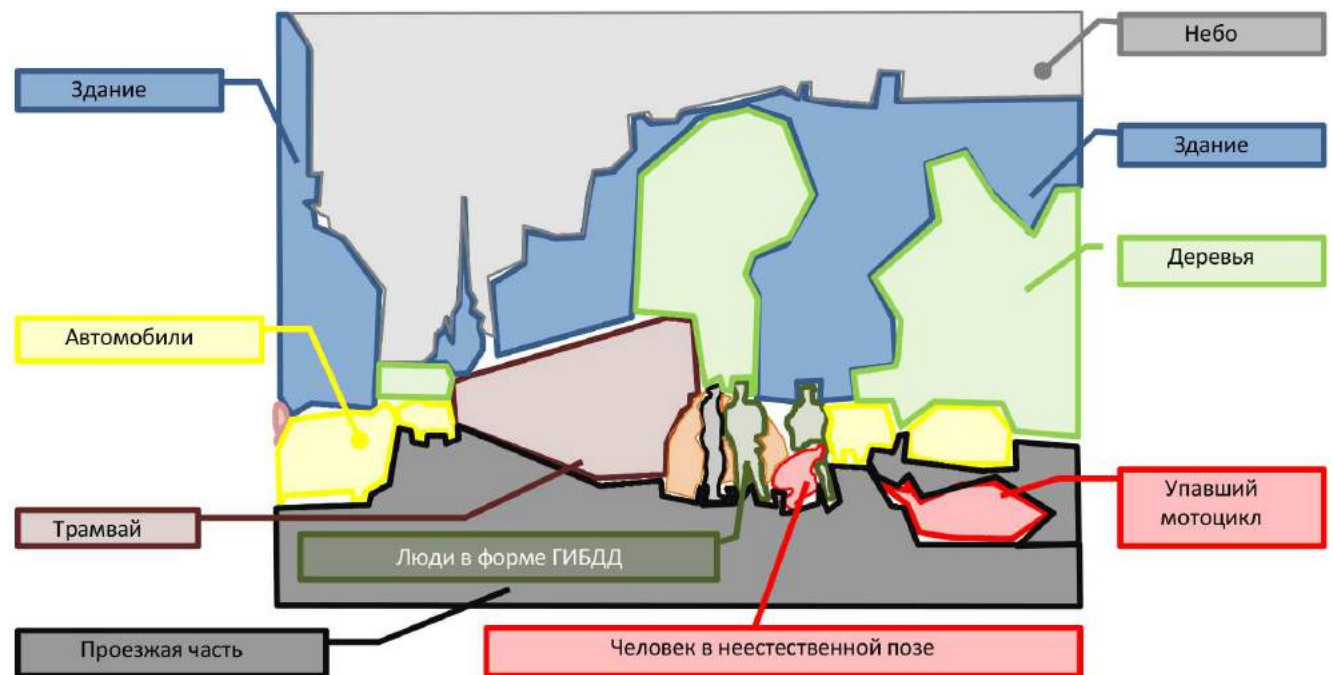 Небо
Здание
Здание
Деревья
Автомобили
Упавший
мотоцикл
Трамвай
Люди в форме ГИБДД
Проезжая часть
Человек в неестественной позе